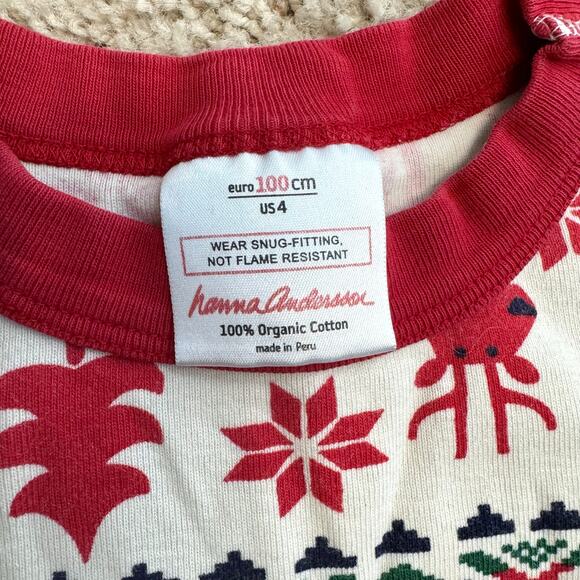 euro 100 cm
US 4
WEAR SNUG-FITTING,
NOT FLAME RESISTANT
hanna Andersson
100% Organic Cotton
made in Peru